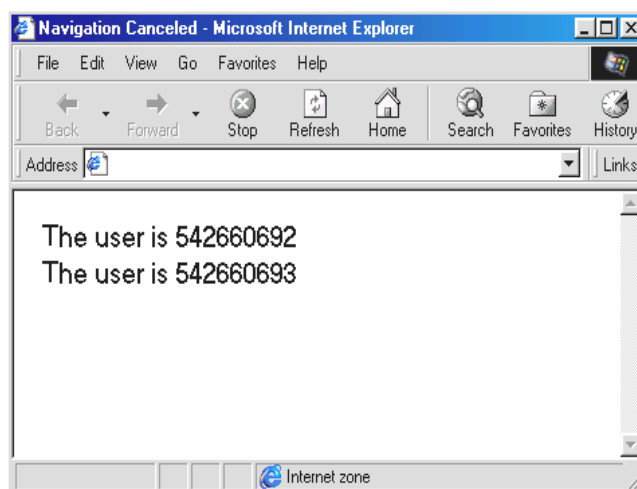 Navigation Canceled - Microsoft Internet Explorer
File Edit View Go Favorites Help
Back Forward Stop Refresh Home Search Favorites History
Address Links
The user is 542660692
The user is 542660693
Internet zone